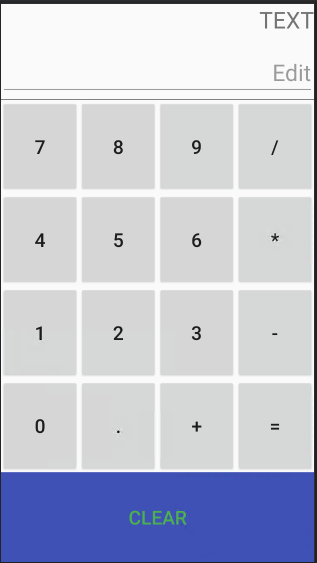 TEXT
Edit
7 8 9 /
4 5 6 *
1 2 3 -
0 . + =
CLEAR